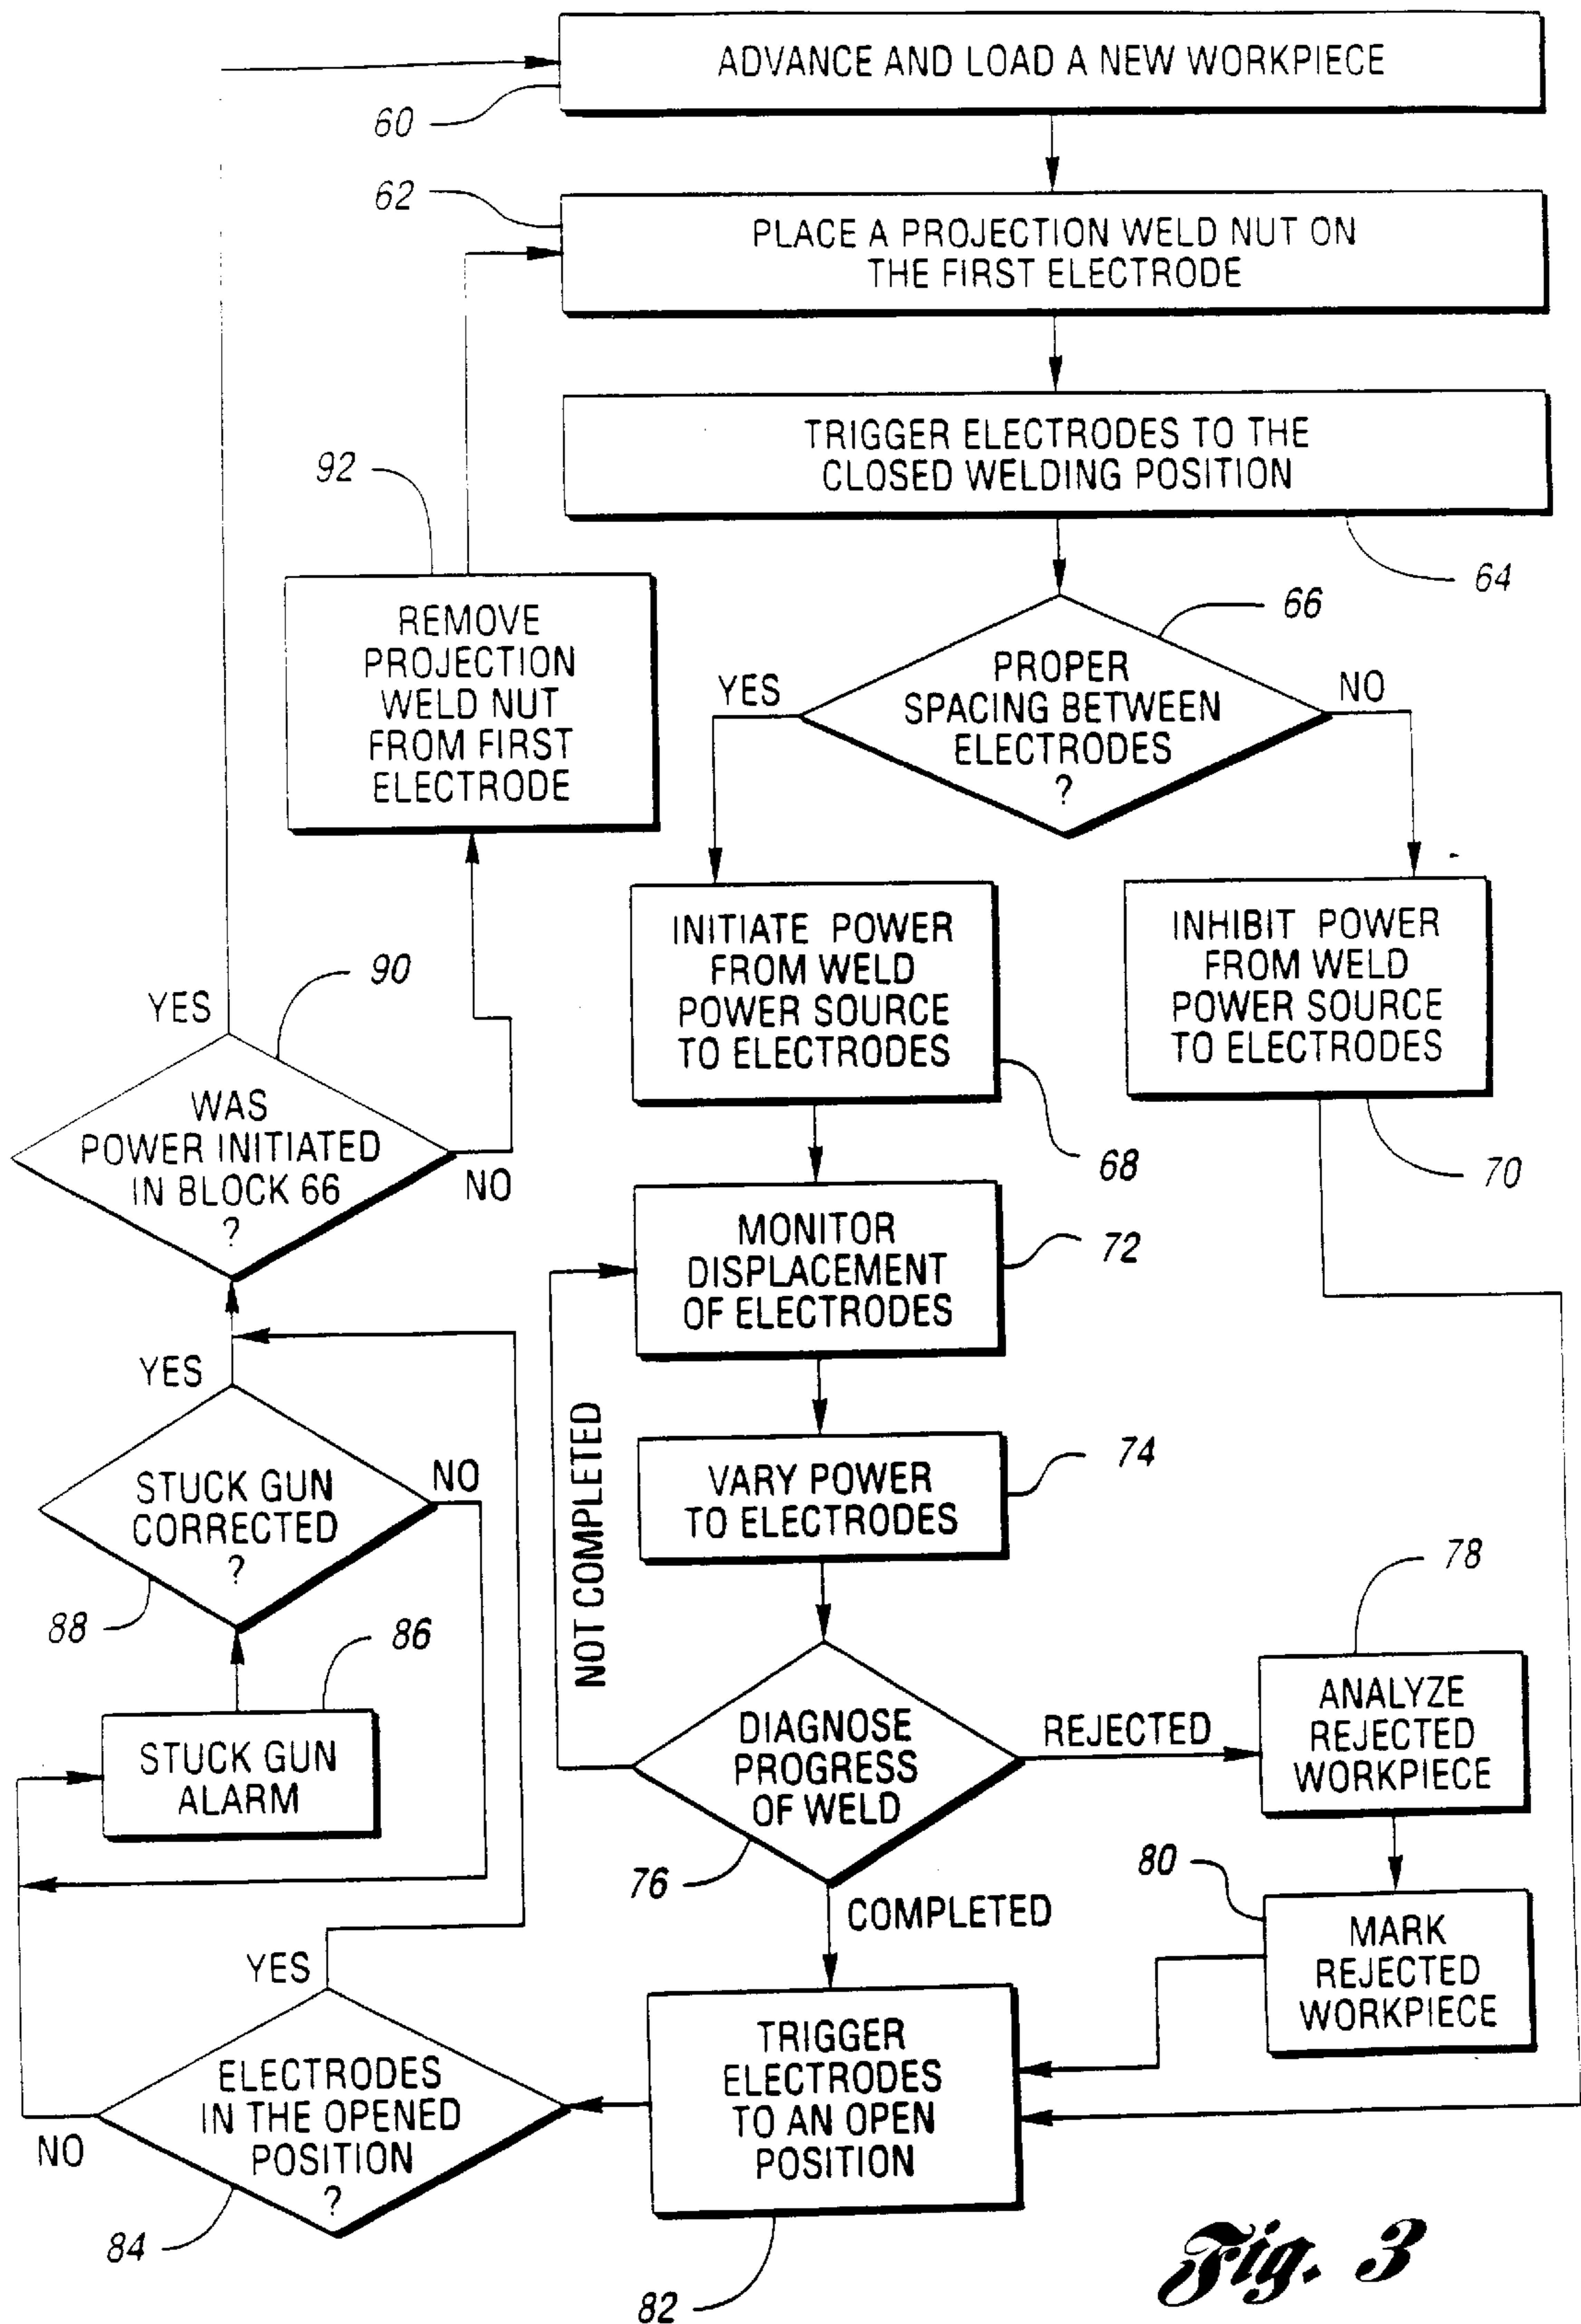 ADVANCE AND LOAD A NEW WORKPIECE
60
62
PLACE A PROJECTION WELD NUT ON
THE FIRST ELECTRODE
TRIGGER ELECTRODES TO THE
CLOSED WELDING POSITION
64
92
REMOVE
PROJECTION
WELD NUT
FROM FIRST
ELECTRODE
66
PROPER
SPACING BETWEEN
ELECTRODES
?
YES
NO
INITIATE POWER
FROM WELD
POWER SOURCE
TO ELECTRODES
68
INHIBIT POWER
FROM WELD
POWER SOURCE
TO ELECTRODES
70
90
YES
WAS
POWER INITIATED
IN BLOCK 66
?
NO
MONITOR
DISPLACEMENT
OF ELECTRODES
72
YES
STUCK GUN
CORRECTED
?
NO
88
NOT COMPLETED
VARY POWER
TO ELECTRODES
74
86
STUCK GUN
ALARM
DIAGNOSE
PROGRESS
OF WELD
76
REJECTED
78
ANALYZE
REJECTED
WORKPIECE
80
MARK
REJECTED
WORKPIECE
COMPLETED
YES
ELECTRODES
IN THE OPENED
POSITION
?
NO
84
TRIGGER
ELECTRODES
TO AN OPEN
POSITION
82
Fig. 3